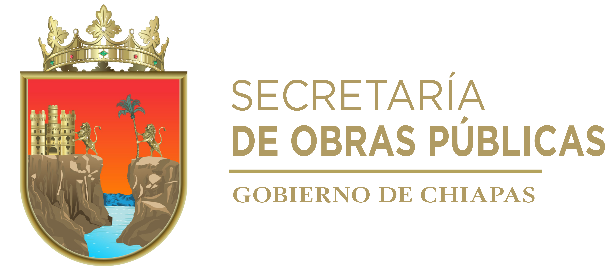 SECRETARÍA
DE OBRAS PÚBLICAS
GOBIERNO DE CHIAPAS